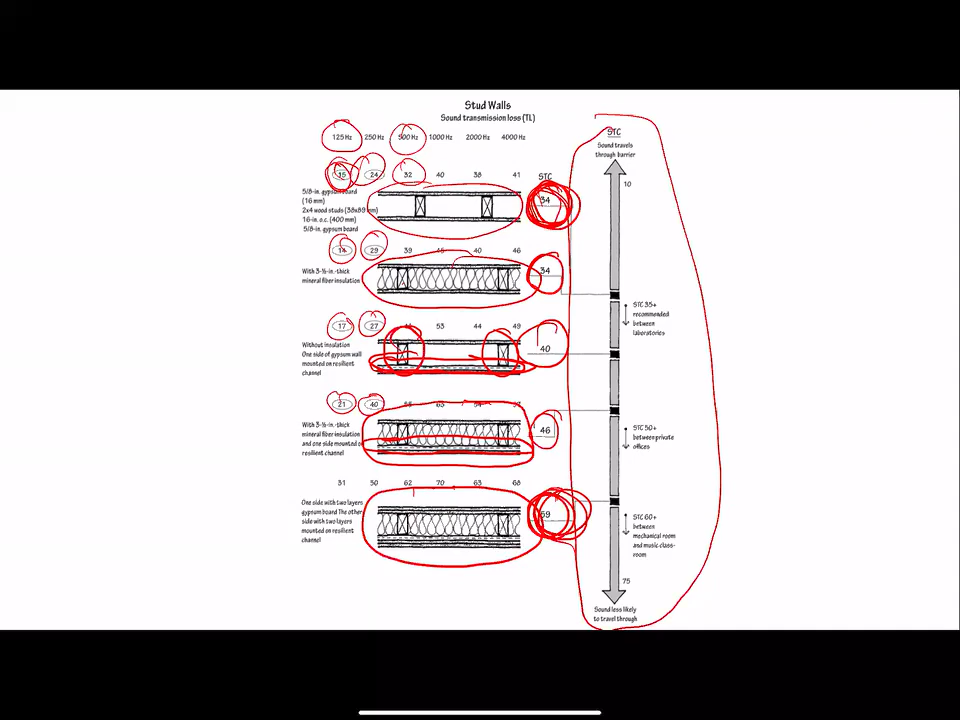 Stud Walls
Sound transmission loss (TL)
125 Hz 250 Hz 500 Hz 1000 Hz 2000 Hz 4000 Hz
15 24 32 40 38 41
STC
34
5/8-in. gypsum board
(16 mm)
2x4 wood studs (38x89 mm)
16-in. o.c. (400 mm)
5/8-in. gypsum board
14 29 39 46 40 46
34
With 3-½-in.-thick
mineral fiber insulation
17 27 53 44 49
40
Without insulation
One side of gypsum wall
mounted on resilient
channel
21 40 63
46
With 3-½-in.-thick
mineral fiber insulation
and one side mounted on
resilient channel
31 50 62 70 63 68
59
One side with two layers
gypsum board The other
side with two layers
mounted on resilient
channel
STC
Sound travels
through barrier
10
STC 35+
recommended
between
laboratories
STC 50+
between private
offices
STC 60+
between
mechanical room
and music class-
room
75
Sound less likely
to travel through